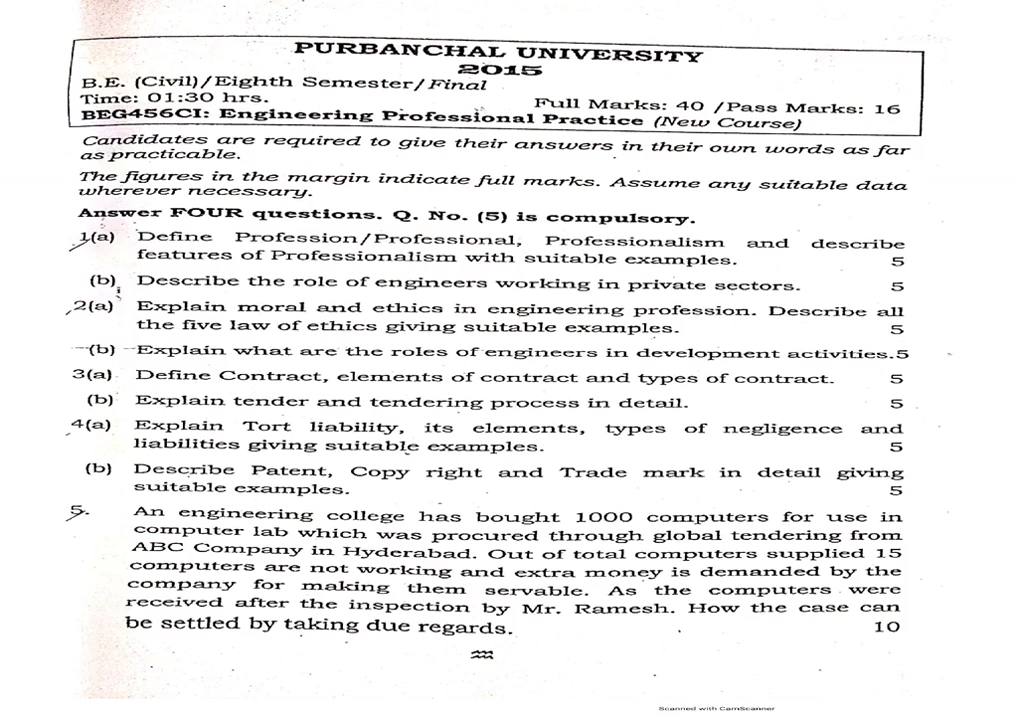 PURBANCHAL UNIVERSITY
2015
B.E. (Civil)/Eighth Semester/Final
Time: 01:30 hrs. Full Marks: 40 /Pass Marks: 16
BEG456CI: Engineering Professional Practice (New Course)
Candidates are required to give their answers in their own words as far
as practicable.
The figures in the margin indicate full marks. Assume any suitable data
wherever necessary.
Answer FOUR questions. Q. No. (5) is compulsory.
1(a) Define Profession/Professional, Professionalism and describe
features of Professionalism with suitable examples. 5
(b) Describe the role of engineers working in private sectors. 5
2(a) Explain moral and ethics in engineering profession. Describe all
the five law of ethics giving suitable examples. 5
(b) Explain what are the roles of engineers in development activities.5
3(a) Define Contract, elements of contract and types of contract. 5
(b) Explain tender and tendering process in detail. 5
4(a) Explain Tort liability, its elements, types of negligence and
liabilities giving suitable examples. 5
(b) Describe Patent, Copy right and Trade mark in detail giving
suitable examples. 5
5. An engineering college has bought 1000 computers for use in
computer lab which was procured through global tendering from
ABC Company in Hyderabad. Out of total computers supplied 15
computers are not working and extra money is demanded by the
company for making them servable. As the computers were
received after the inspection by Mr. Ramesh. How the case can
be settled by taking due regards. 10
Scanned with CamScanner